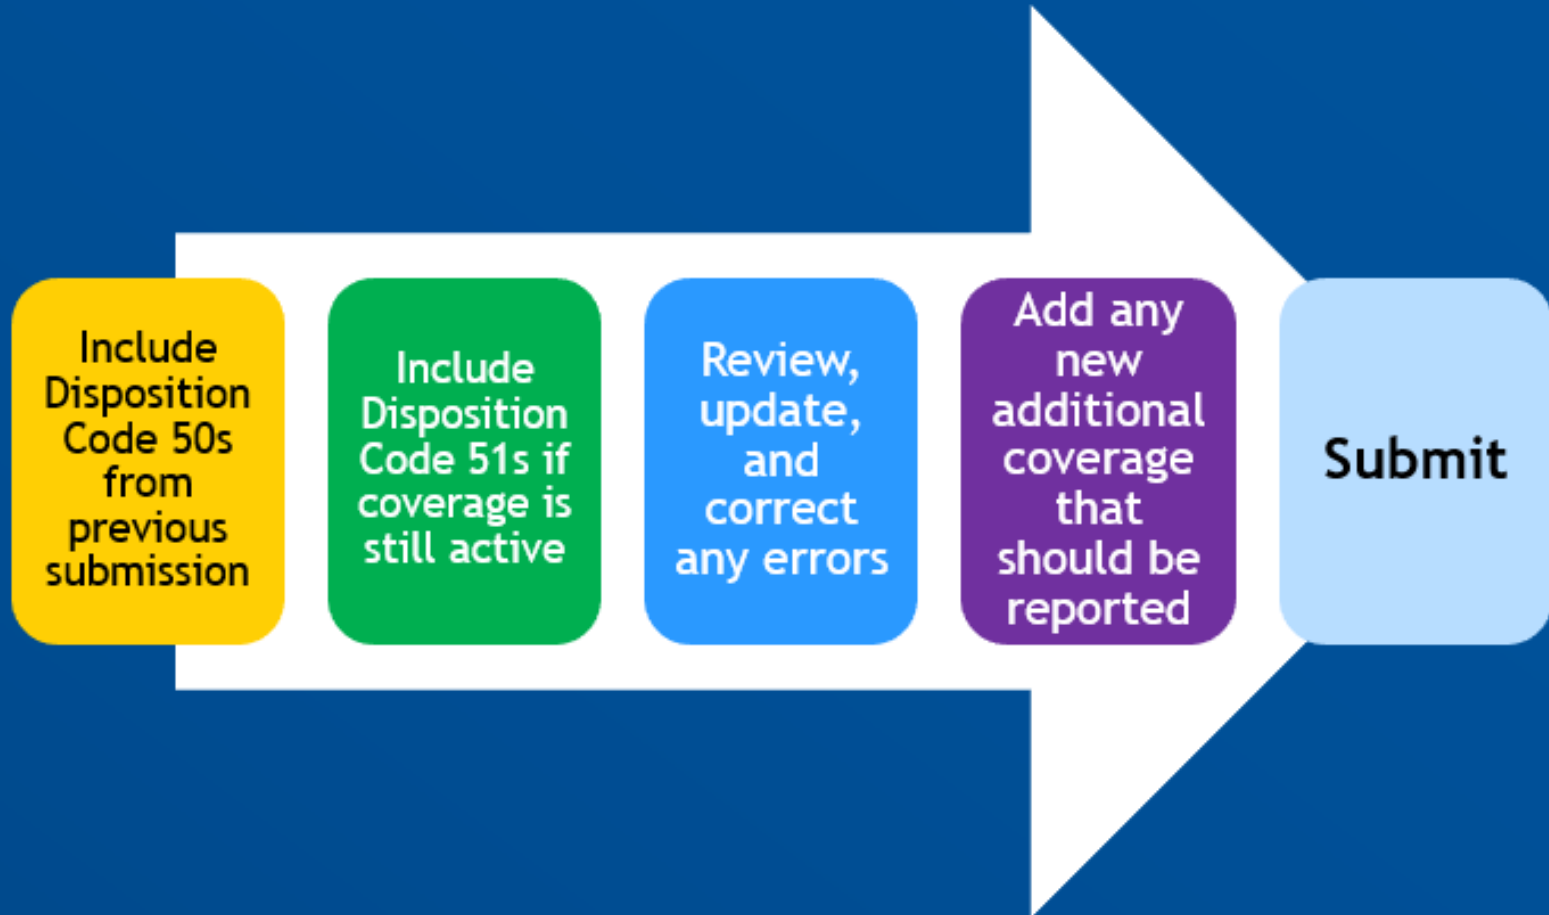 Include
Disposition
Code 50s
from
previous
submission
Include
Disposition
Code 51s if
coverage is
still active
Review,
update,
and
correct
any errors
Add any
new
additional
coverage
that
should be
reported
Submit